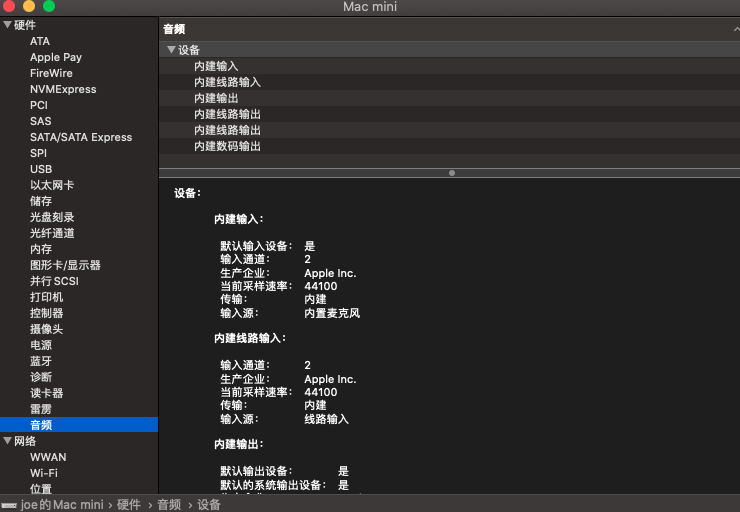 Mac mini
硬件
ATA
Apple Pay
FireWire
NVMExpress
PCI
SAS
SATA/SATA Express
SPI
USB
以太网卡
储存
光盘刻录
光纤通道
内存
图形卡/显示器
并行SCSI
打印机
控制器
摄像头
电源
蓝牙
诊断
读卡器
雷雳
音频
网络
WWAN
Wi-Fi
位置
音频
设备
内建输入
内建线路输入
内建输出
内建线路输出
内建线路输出
内建数码输出
设备：
内建输入：
默认输入设备： 是
输入通道： 2
生产企业： Apple Inc.
当前采样速率： 44100
传输： 内建
输入源： 内置麦克风
内建线路输入：
输入通道： 2
生产企业： Apple Inc.
当前采样速率： 44100
传输： 内建
输入源： 线路输入
内建输出：
默认输出设备： 是
默认的系统输出设备： 是
joe的Mac mini › 硬件 › 音频 › 设备